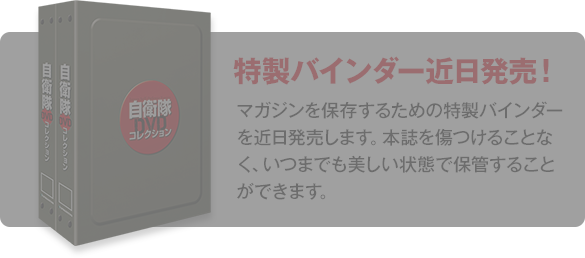 自衛隊
DVD
コレクション
自衛隊
DVD
コレクション
自衛隊
DVD
コレクション
特製バインダー近日発売！
マガジンを保存するための特製バインダー
を近日発売します。本誌を傷つけることな
く、いつまでも美しい状態で保管すること
ができます。